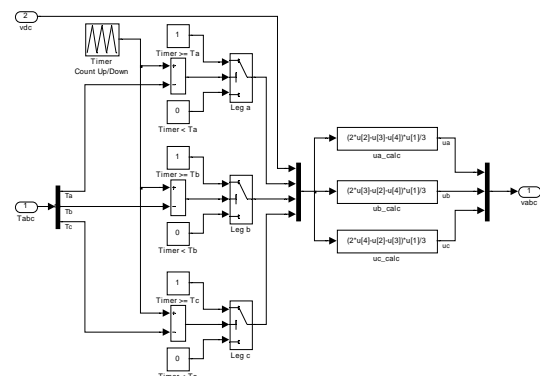 2
vdc
Timer
Count Up/Down
1
Timer >= Ta
+
-
0
Timer < Ta
Leg a
1
Timer >= Tb
+
-
0
Timer < Tb
Leg b
1
Tabc
Ta
Tb
Tc
1
Timer >= Tc
+
-
0
Leg c
(2*u[2]-u[3]-u[4])*u[1]/3
ua_calc
ua
(2*u[3]-u[2]-u[4])*u[1]/3
ub_calc
ub
(2*u[4]-u[2]-u[3])*u[1]/3
uc_calc
uc
1
vabc